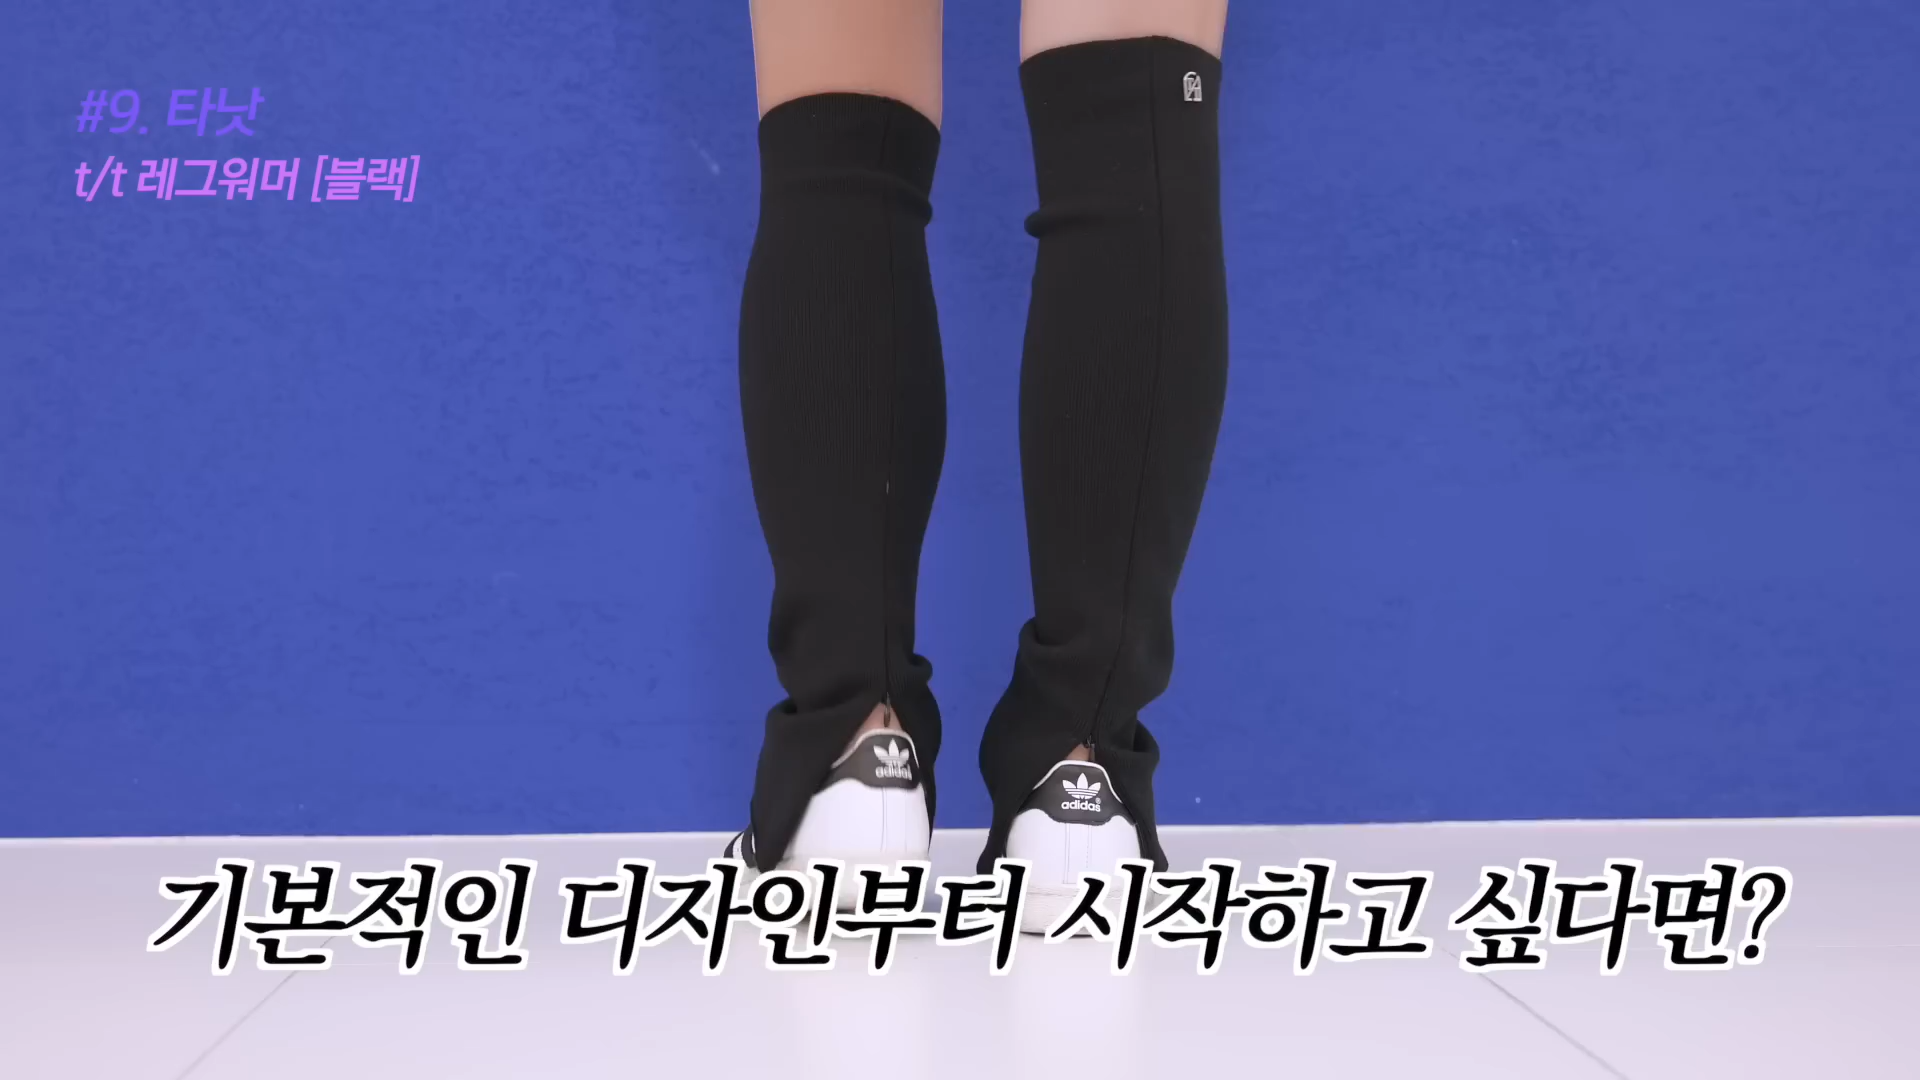 #9. 타낫
t/t 레그워머 [블랙]
adidas
adidas
기본적인 디자인부터 시작하고 싶다면?